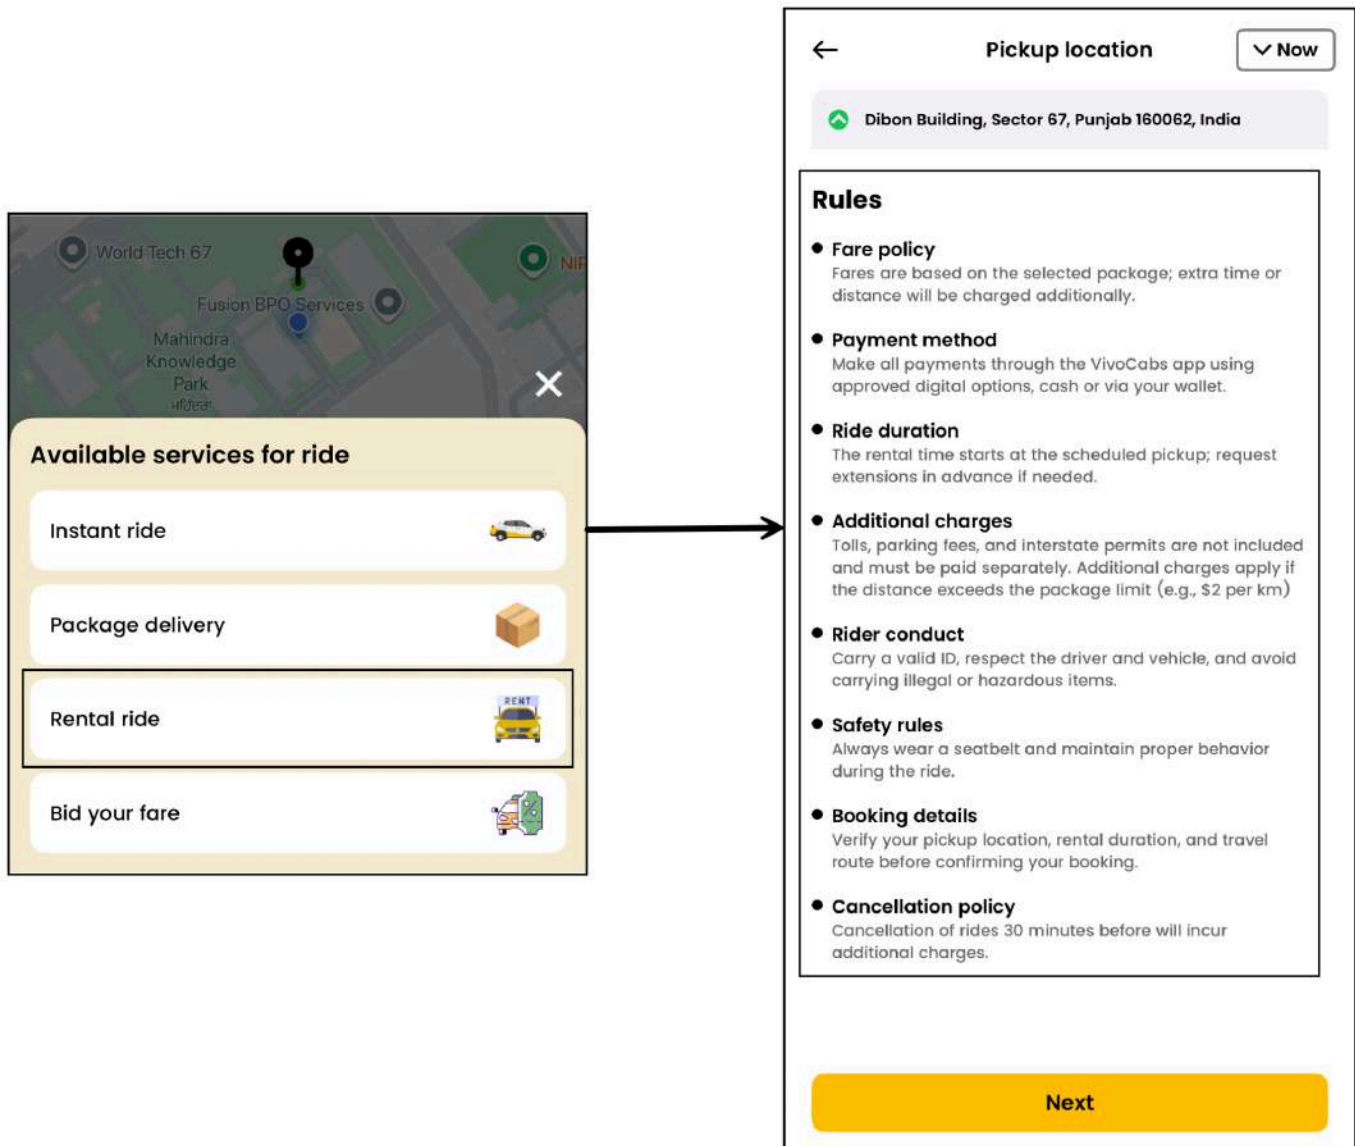 World Tech 67
NIP
Fusion BPO Services
Mahindra
Knowledge
Park
ਮਹਿੰਦਰਾ
Available services for ride
Instant ride
Package delivery
Rental ride
RENT
Bid your fare
%
Pickup location
Now
Dibon Building, Sector 67, Punjab 160062, India
Rules
Fare policy
Fares are based on the selected package; extra time or
distance will be charged additionally.
Payment method
Make all payments through the VivoCabs app using
approved digital options, cash or via your wallet.
Ride duration
The rental time starts at the scheduled pickup; request
extensions in advance if needed.
Additional charges
Tolls, parking fees, and interstate permits are not included
and must be paid separately. Additional charges apply if
the distance exceeds the package limit (e.g., $2 per km)
Rider conduct
Carry a valid ID, respect the driver and vehicle, and avoid
carrying illegal or hazardous items.
Safety rules
Always wear a seatbelt and maintain proper behavior
during the ride.
Booking details
Verify your pickup location, rental duration, and travel
route before confirming your booking.
Cancellation policy
Cancellation of rides 30 minutes before will incur
additional charges.
Next